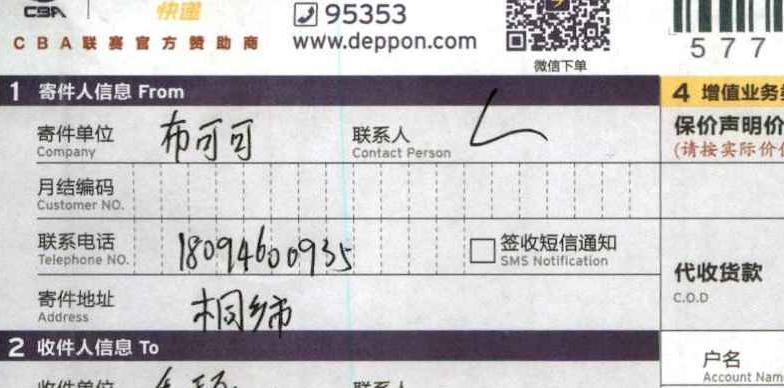 CBA 快递 95353
CBA联赛官方赞助商 www.deppon.com
微信下单 577
1 寄件人信息 From 4 增值业务
寄件单位 布可可 联系人 保价声明价
Company Contact Person (请按实际价
月结编码
Customer NO.
联系电话 18094600935 签收短信通知
Telephone NO. SMS Notification
代收货款
寄件地址 C.O.D
Address
2 收件人信息 To
户名
收件单位 联系人 Account Nam